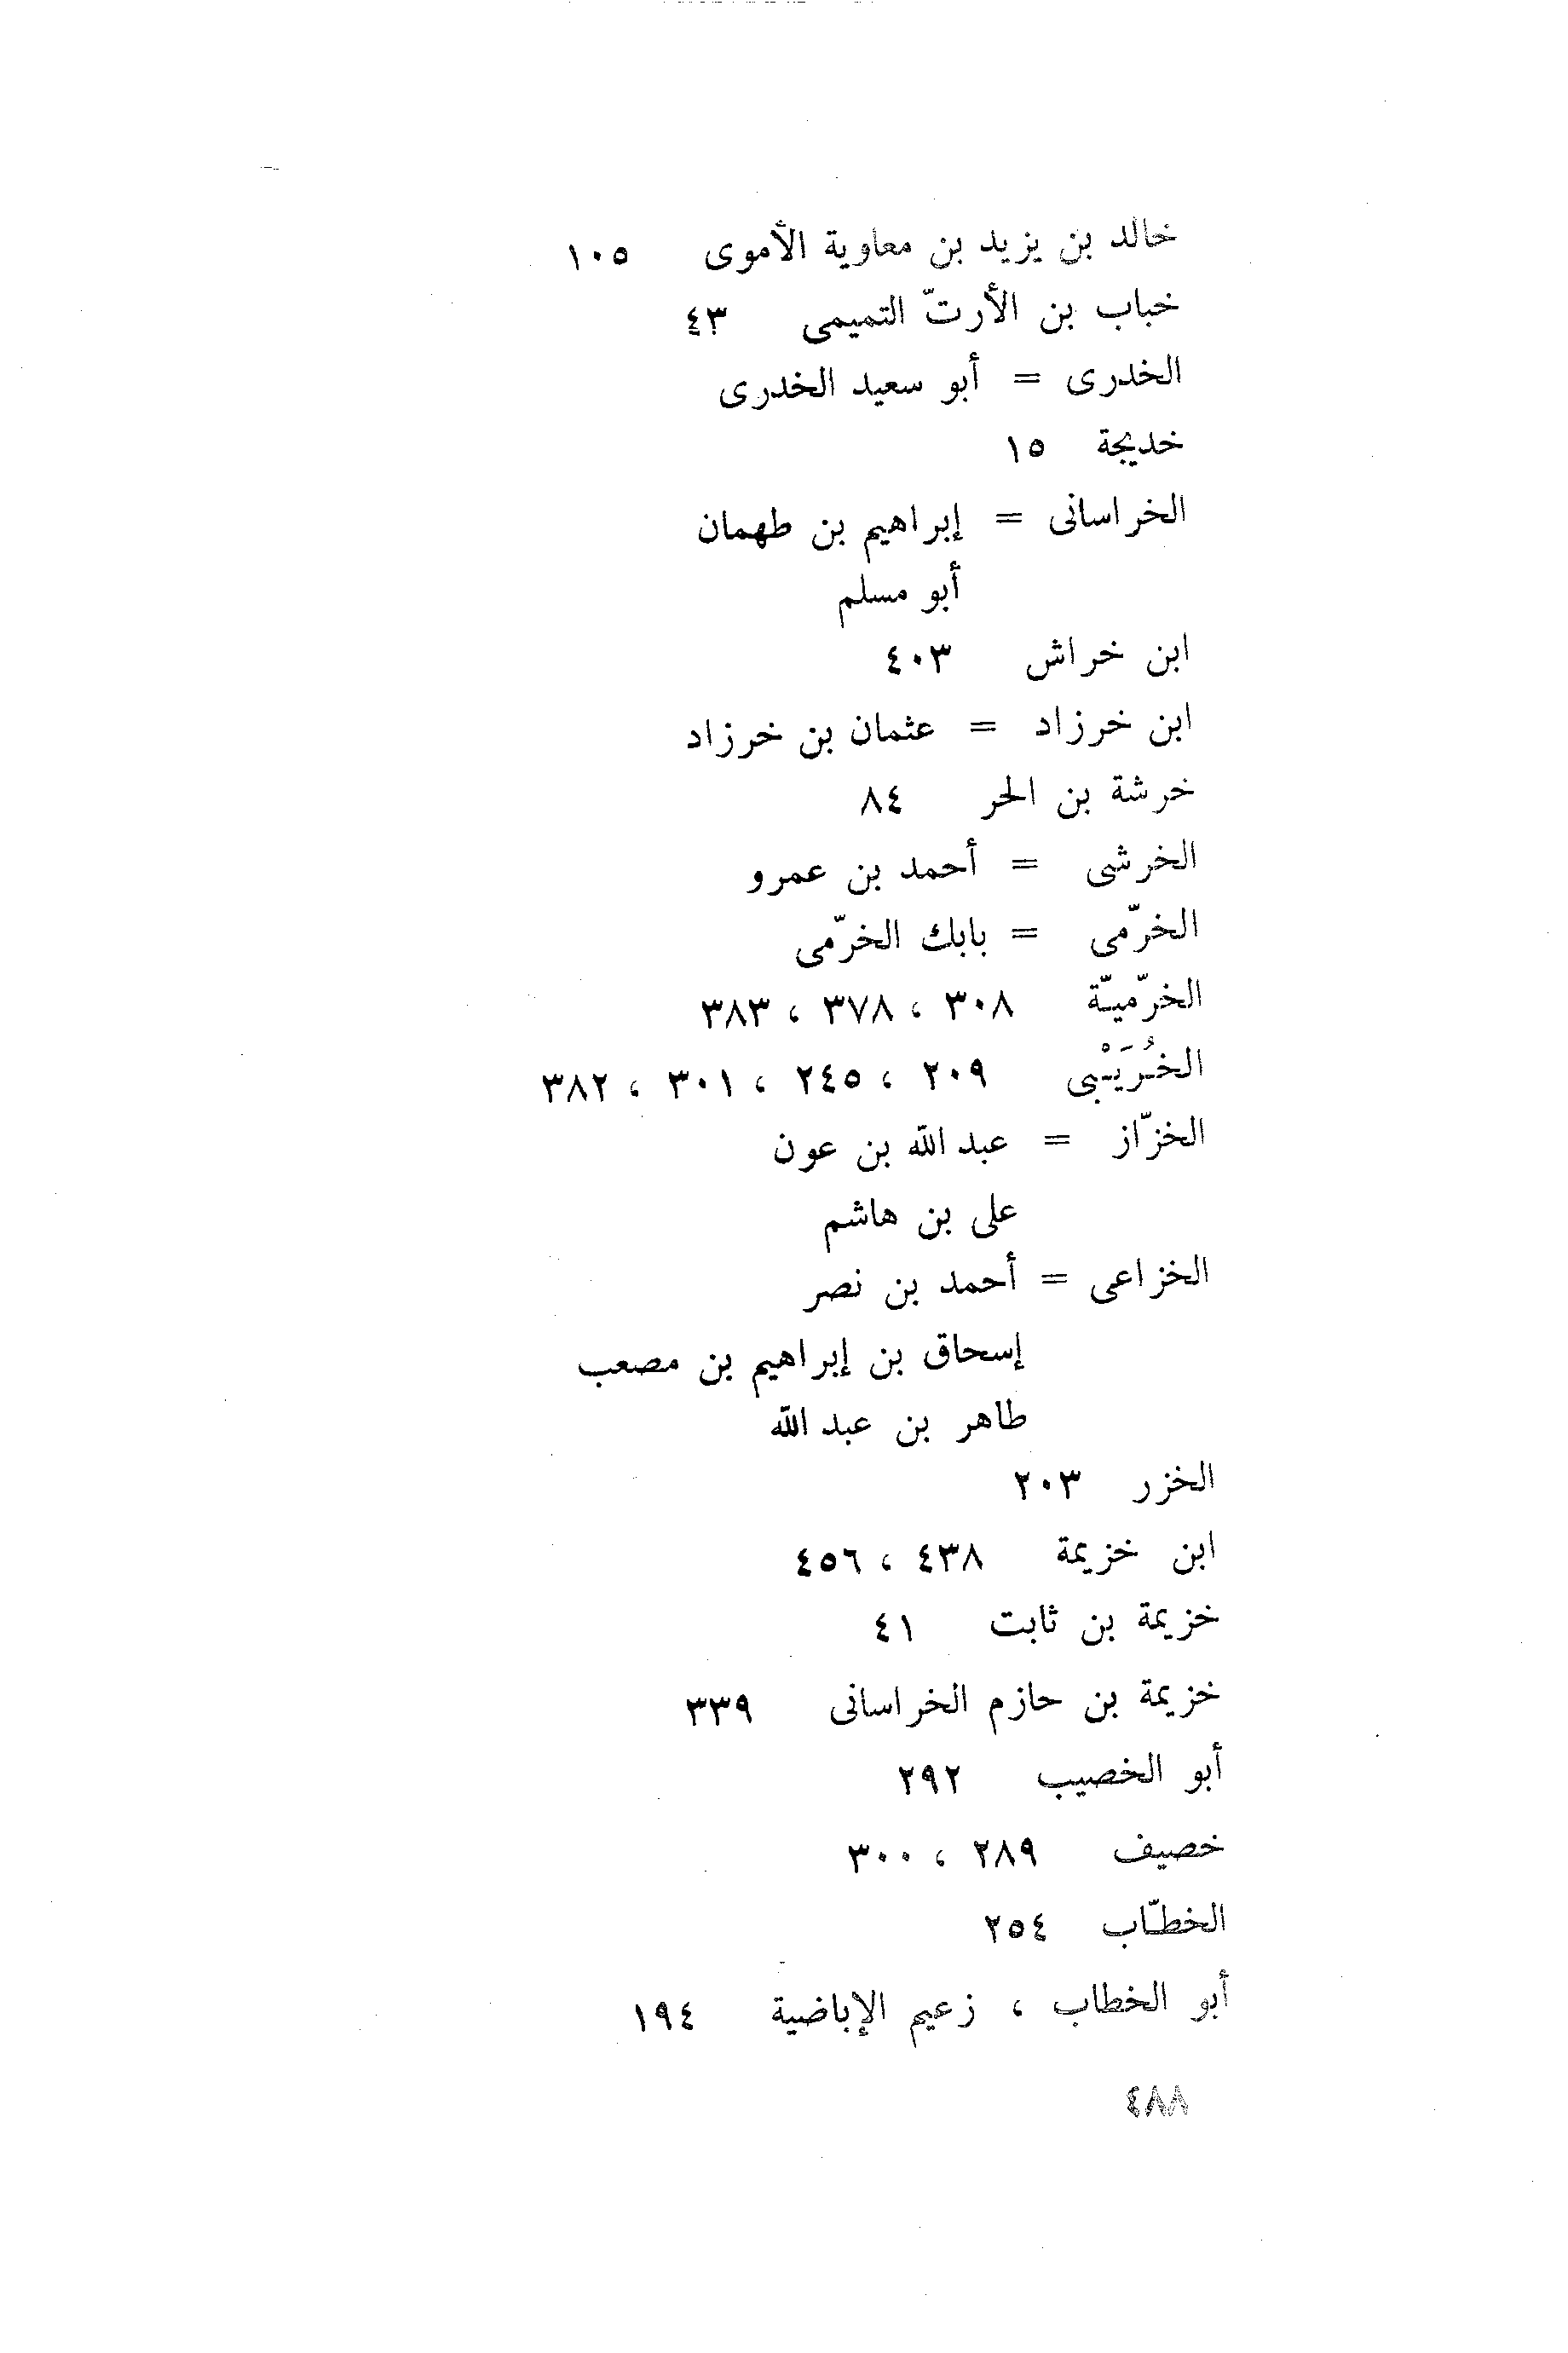 خالد بن يزيد بن معاوية الأموى ١٠٥
خباب بن الأرتّ التميمى ٤٣
الخدرى = أبو سعيد الخدرى
خديجة ١٥
الخراسانى = إبراهيم بن طهمان
أبو مسلم
ابن خراش ٤٠٣
ابن خرزاد = عثمان بن خرزاد
خرشة بن الحر ٨٤
الخرشى = أحمد بن عمرو
الخرّمى = بابك الخرّمى
الخرّميّة ٣٠٨ ، ٣٧٨ ، ٣٨٣
الخُرَيْبى ٢٠٩ ، ٢٤٥ ، ٣٠١ ، ٣٨٢
الخزّاز = عبد الله بن عون
على بن هاشم
الخزاعى = أحمد بن نصر
إسحاق بن إبراهيم بن مصعب
طاهر بن عبد الله
الخزر ٢٠٣
ابن خزيمة ٤٣٨ ، ٤٥٦
خزيمة بن ثابت ٤١
خزيمة بن حازم الخراسانى ٣٣٩
أبو الخصيب ٢٩٢
خصيف ٢٨٩ ، ٣٠٠
الخطّاب ٢٥٤
أبو الخطاب ، زعيم الإباضية ١٩٤
٤٨٨